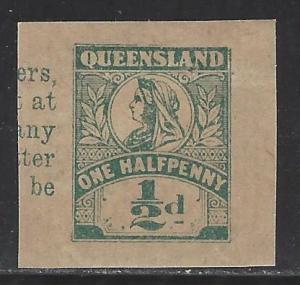 ers,
t at
any
tter
be
QUEENSLAND
ONE HALFPENNY
½d